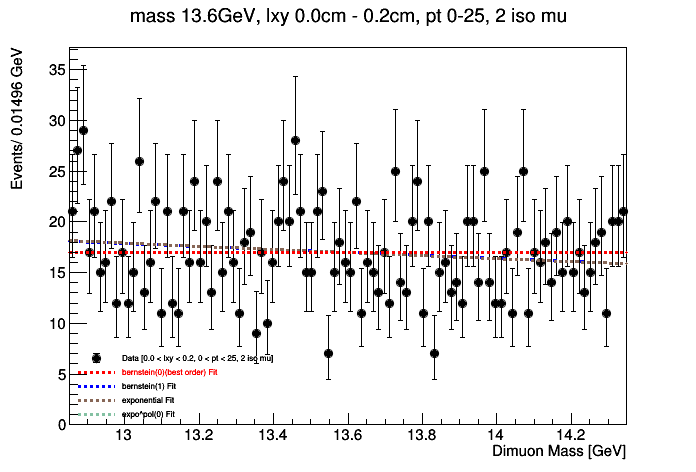 mass 13.6GeV, lxy 0.0cm - 0.2cm, pt 0-25, 2 iso mu
Events/ 0.01496 GeV
35
30
25
20
15
10
5
0
Data [0.0 < lxy < 0.2, 0 < pt < 25, 2 iso mu]
bernstein(0)(best order) Fit
bernstein(1) Fit
exponential Fit
expo*pol(0) Fit
13 13.2 13.4 13.6 13.8 14 14.2
Dimuon Mass [GeV]